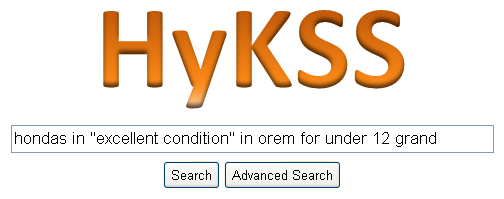 HyKSS
hondas in "excellent condition" in orem for under 12 grand
Search Advanced Search